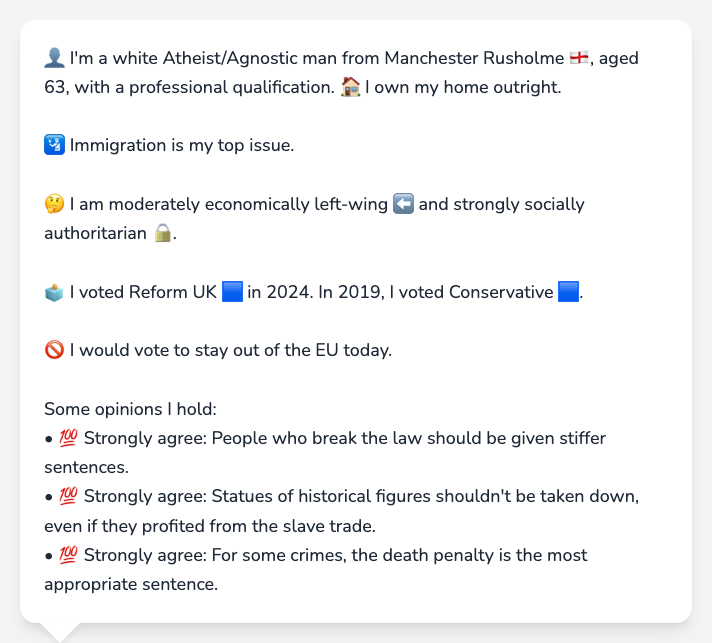 👤 I'm a white Atheist/Agnostic man from Manchester Rusholme 🏴󠁧󠁢󠁥󠁮󠁧󠁿, aged
63, with a professional qualification. 🏠 I own my home outright.
🛂 Immigration is my top issue.
🤔 I am moderately economically left-wing ⬅️ and strongly socially
authoritarian 🔒.
🗳️ I voted Reform UK 🟦 in 2024. In 2019, I voted Conservative 🟦.
🚫 I would vote to stay out of the EU today.
Some opinions I hold:
• 💯 Strongly agree: People who break the law should be given stiffer
sentences.
• 💯 Strongly agree: Statues of historical figures shouldn't be taken down,
even if they profited from the slave trade.
• 💯 Strongly agree: For some crimes, the death penalty is the most
appropriate sentence.